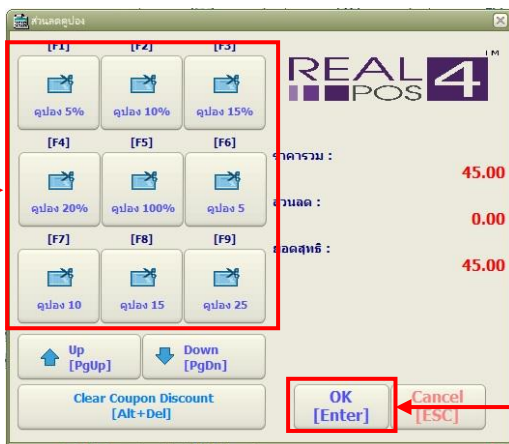 ส่วนลดคูปอง
[F1] [F2] [F3]
คูปอง 5% คูปอง 10% คูปอง 15%
[F4] [F5] [F6]
คูปอง 20% คูปอง 100% คูปอง 5
[F7] [F8] [F9]
คูปอง 10 คูปอง 15 คูปอง 25
Up
[PgUp]
Down
[PgDn]
Clear Coupon Discount
[Alt+Del]
TM
REAL 4
POS
ราคารวม :
45.00
ส่วนลด :
0.00
ยอดสุทธิ :
45.00
OK
[Enter]
Cancel
[ESC]